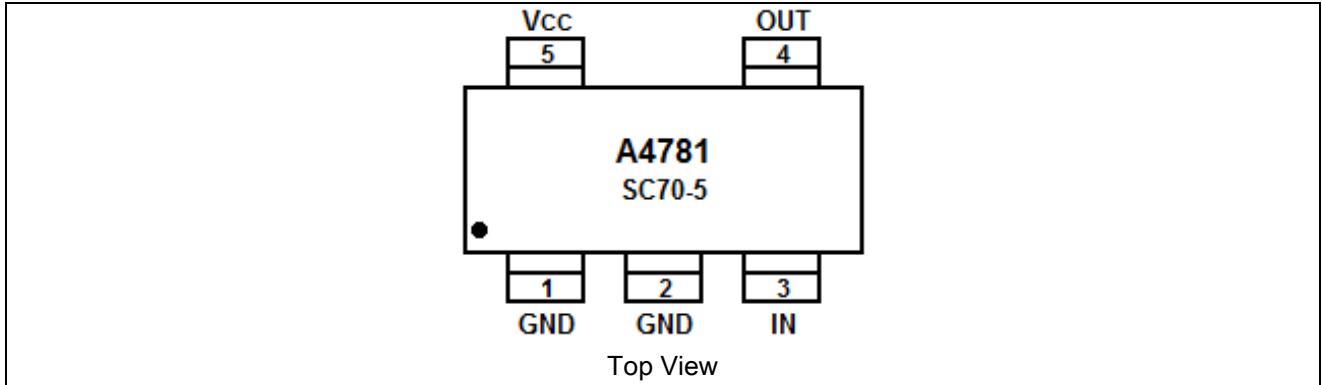 Vcc OUT
5 4
A4781
SC70-5
1 2 3
GND GND IN
Top View